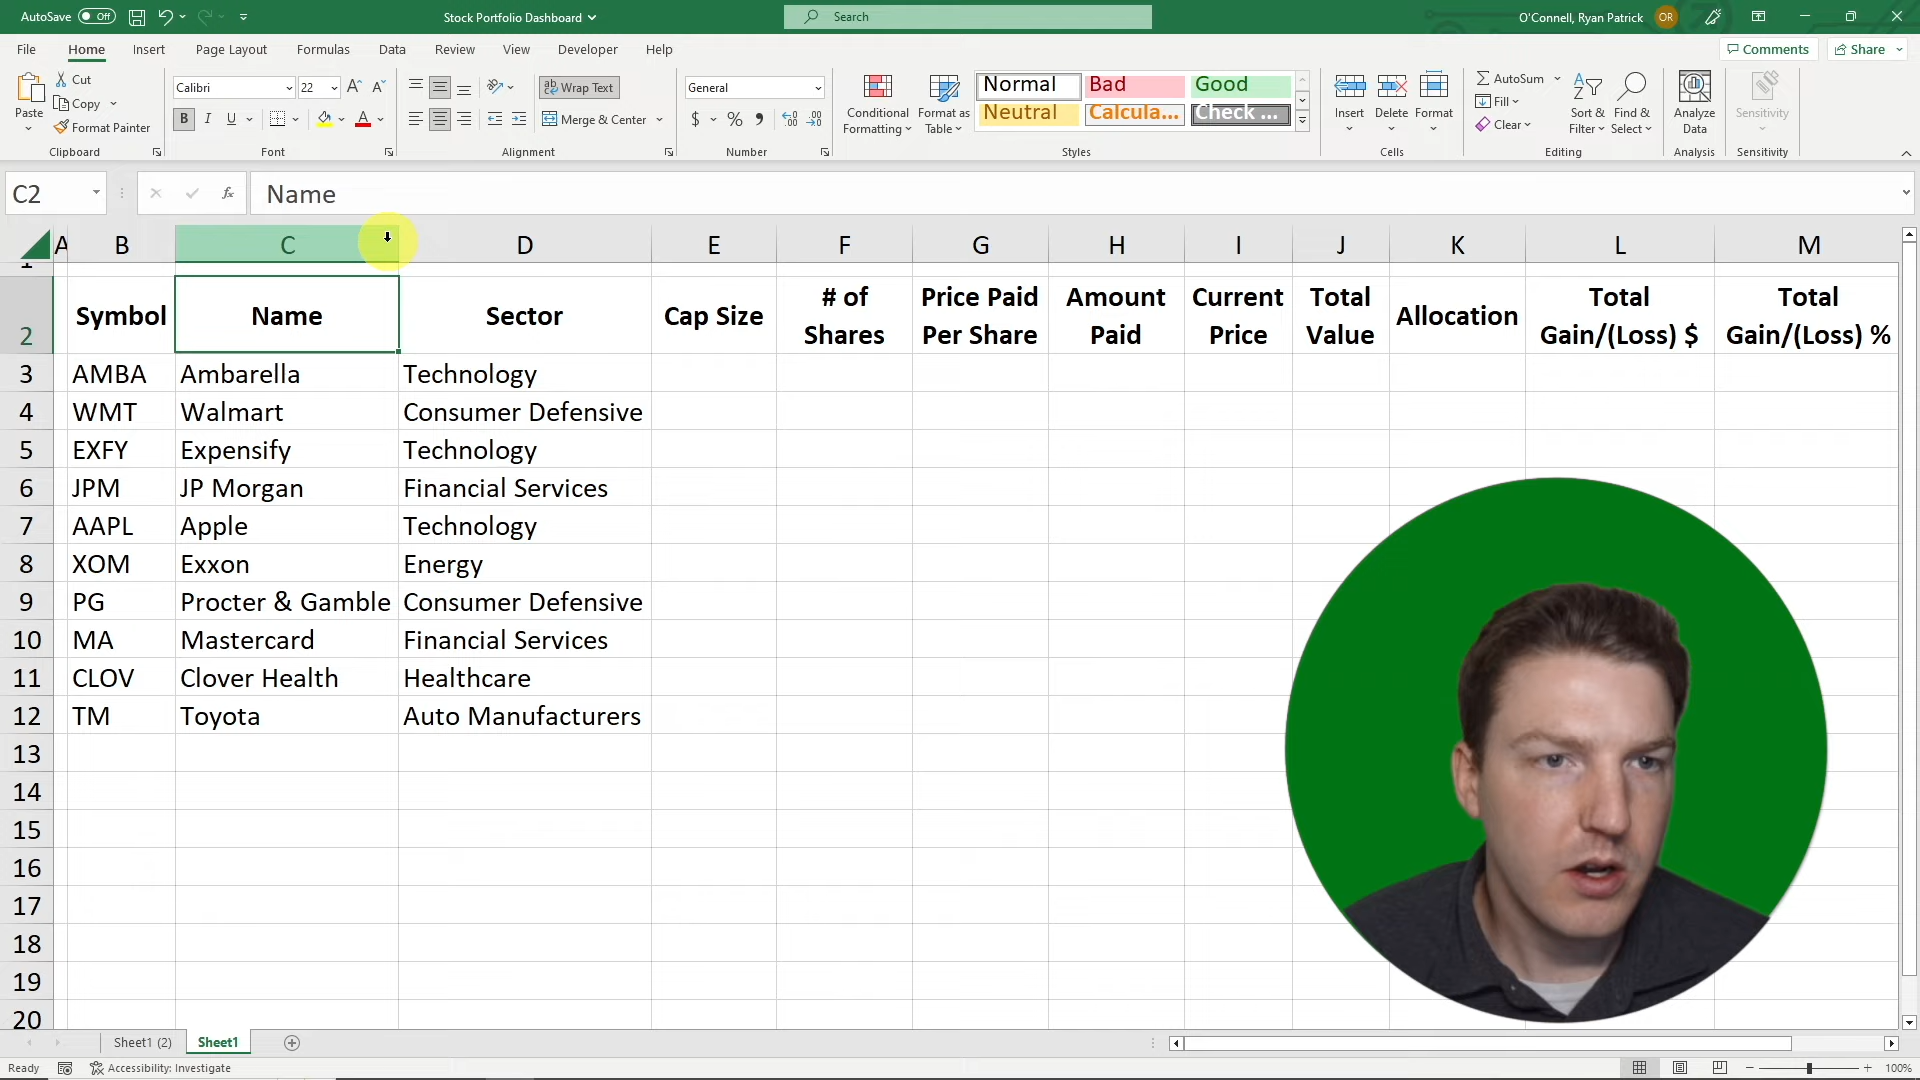 AutoSave Off Stock Portfolio Dashboard Search O'Connell, Ryan Patrick OR
File Home Insert Page Layout Formulas Data Review View Developer Help Comments Share
Paste Cut Copy Format Painter Clipboard
Calibri 22 B I U Font
Wrap Text Merge & Center Alignment
General $ % Number
Conditional Formatting Format as Table Normal Bad Good Neutral Calcula... Check ... Styles
Insert Delete Format Cells
AutoSum Fill Clear Sort & Filter Find & Select Editing
Analyze Data Analysis Sensitivity Sensitivity
C2 fx Name
A B C D E F G H I J K L M
1
2 Symbol Name Sector Cap Size # of Shares Price Paid Per Share Amount Paid Current Price Total Value Allocation Total Gain/(Loss) $ Total Gain/(Loss) %
3 AMBA Ambarella Technology
4 WMT Walmart Consumer Defensive
5 EXFY Expensify Technology
6 JPM JP Morgan Financial Services
7 AAPL Apple Technology
8 XOM Exxon Energy
9 PG Procter & Gamble Consumer Defensive
10 MA Mastercard Financial Services
11 CLOV Clover Health Healthcare
12 TM Toyota Auto Manufacturers
13
14
15
16
17
18
19
20
Sheet1 (2) Sheet1
Ready Accessibility: Investigate 100%